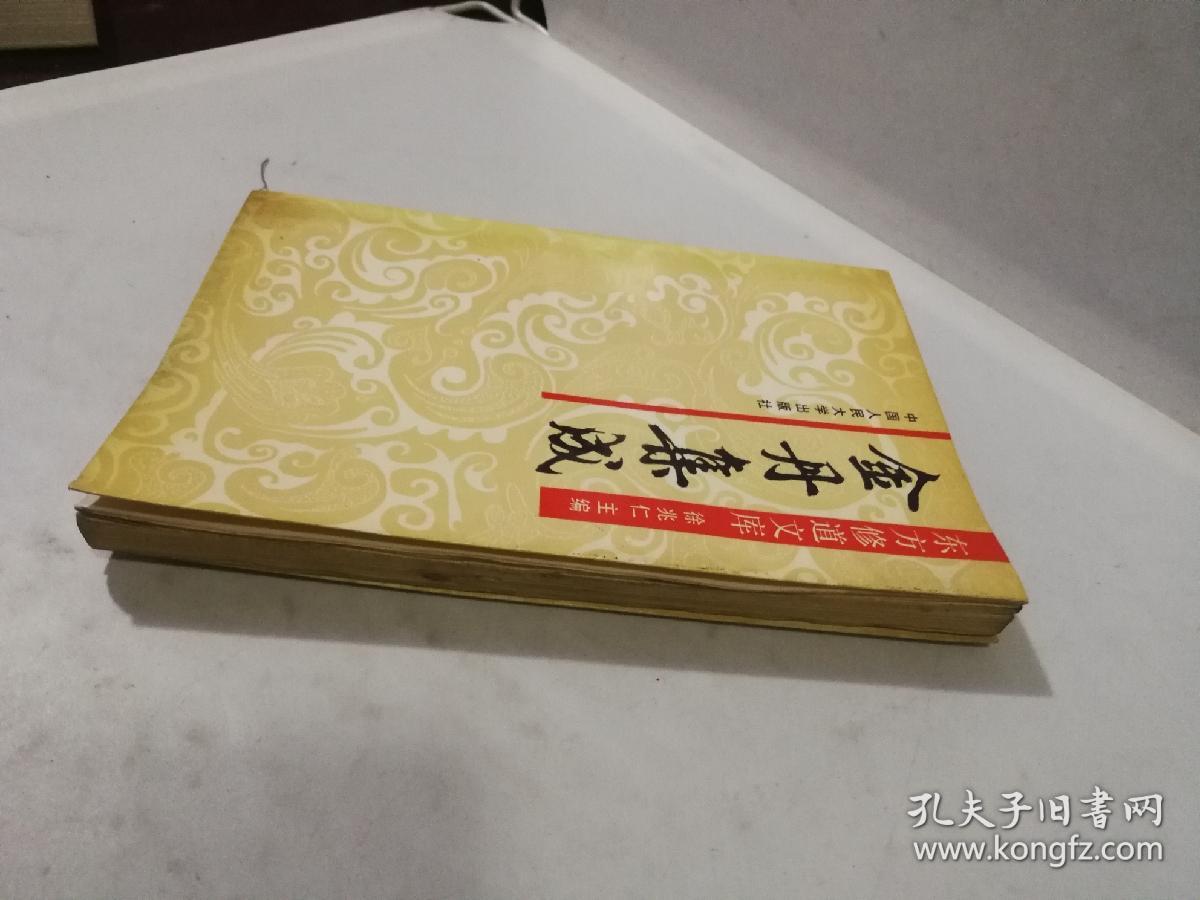 东方修道文库
徐兆仁 主编
金丹集成
中国人民大学出版社
孔夫子旧书网
www.kongfz.com